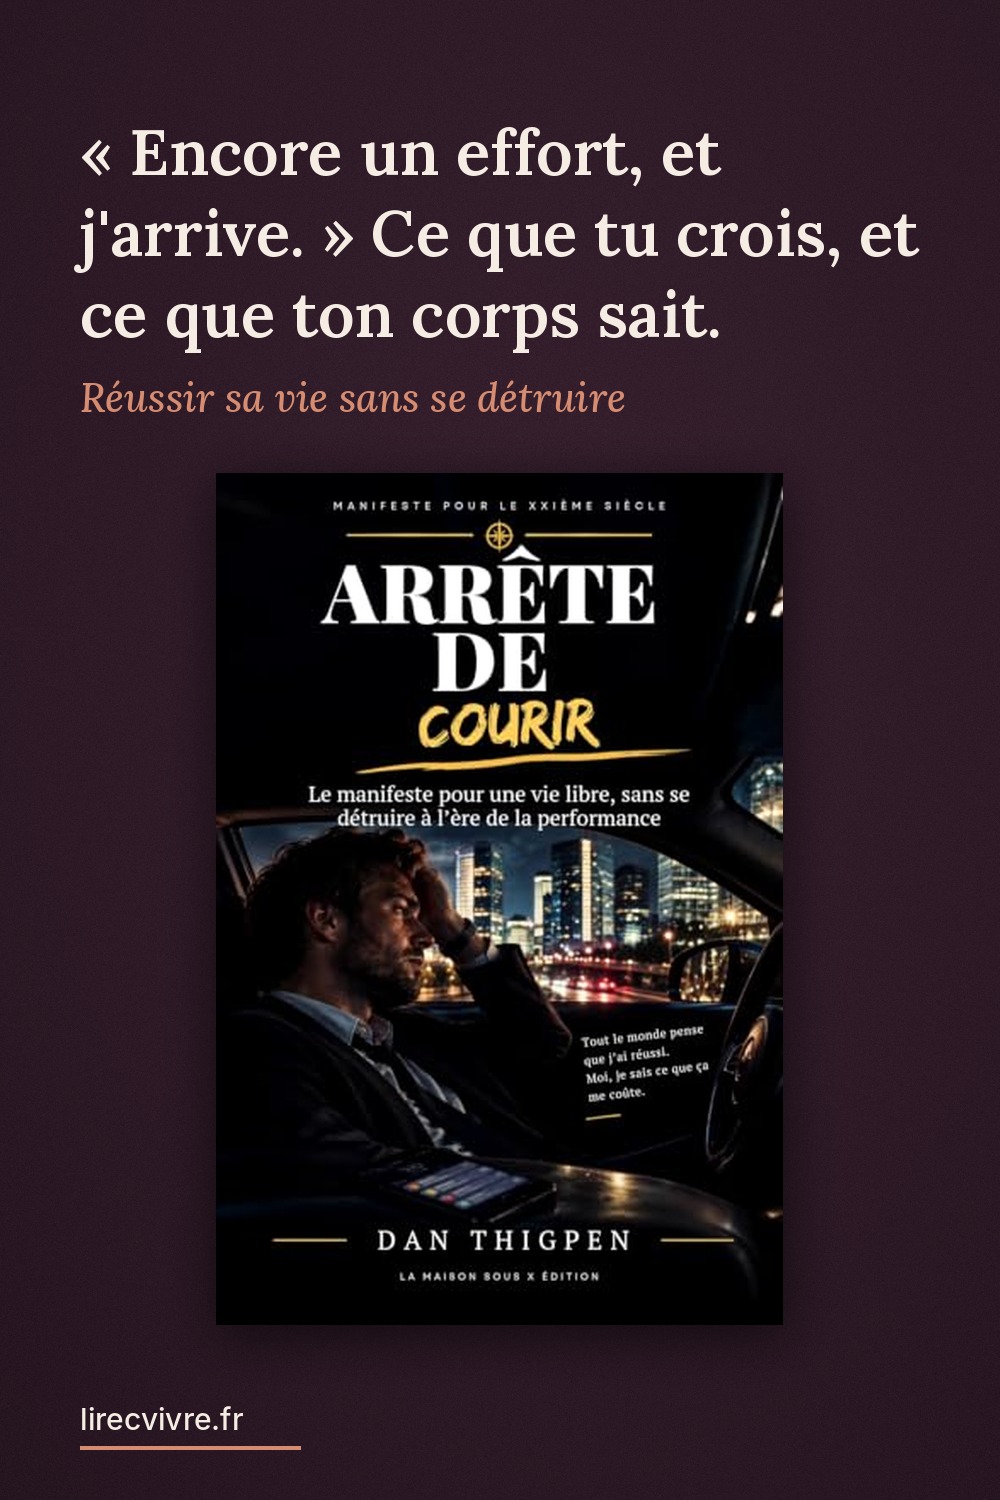 « Encore un effort, et
j'arrive. » Ce que tu crois, et
ce que ton corps sait.
Réussir sa vie sans se détruire
MANIFESTE POUR LE XXIÈME SIÈCLE
ARRÊTE
DE
COURIR
Le manifeste pour une vie libre, sans se
détruire à l’ère de la performance
Tout le monde pense
que j’ai réussi.
Moi, je sais ce que ça
me coûte.
DAN THIGPEN
LA MAISON SOUS X ÉDITION
lirecvivre.fr